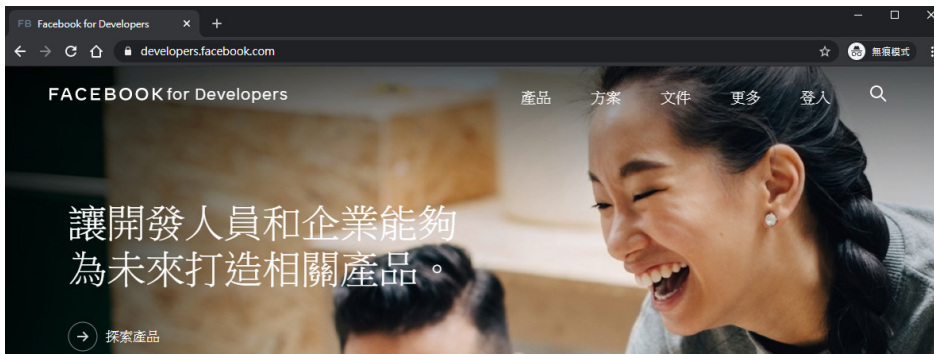 FB Facebook for Developers
developers.facebook.com
無痕模式
FACEBOOK for Developers
產品 方案 文件 更多 登入
讓開發人員和企業能夠
為未來打造相關產品。
探索產品